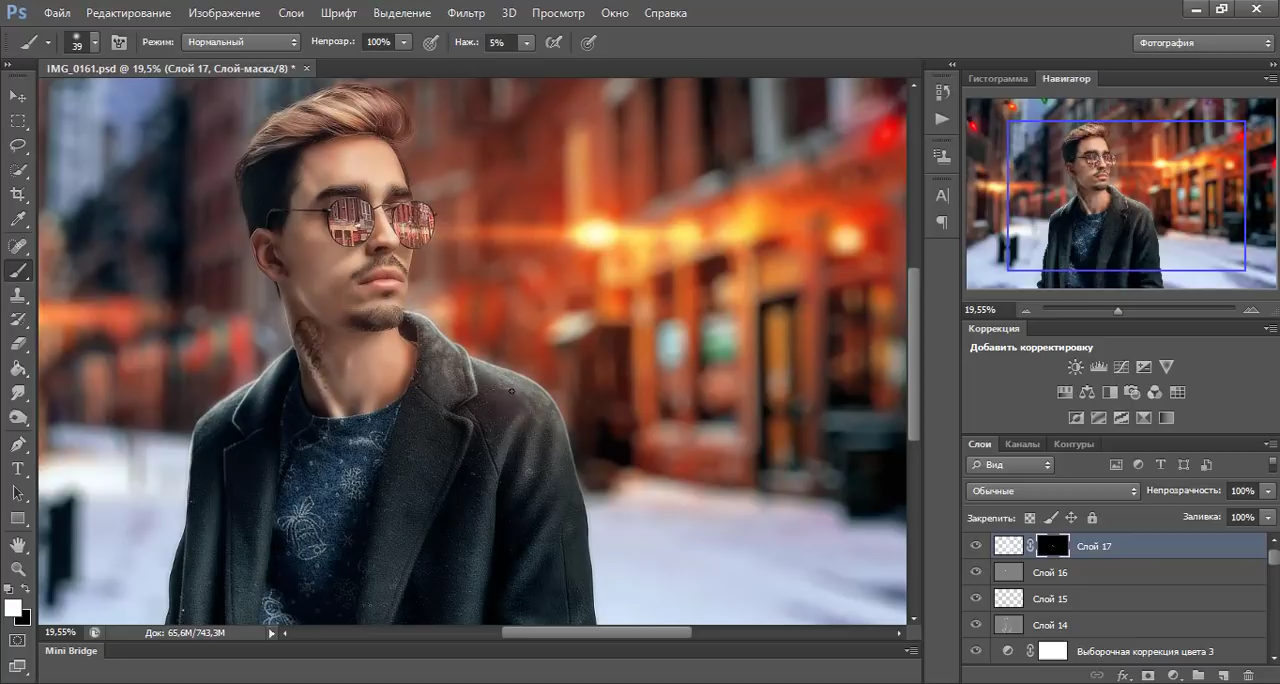 Ps Файл Редактирование Изображение Слои Шрифт Выделение Фильтр 3D Просмотр Окно Справка
39 Режим: Нормальный Непрозр.: 100% Наж.: 5% Фотография
IMG_0161.psd @ 19,5% (Слой 17, Слой-маска/8) * ×
Гистограмма Навигатор
19,55%
Коррекция
Добавить корректировку
Слои Каналы Контуры
Вид
Обычные Непрозрачность: 100%
Закрепить: Заливка: 100%
Слой 17
Слой 16
Слой 15
Слой 14
Выборочная коррекция цвета 3
19,55% Док: 65,6M/743,3M
Mini Bridge